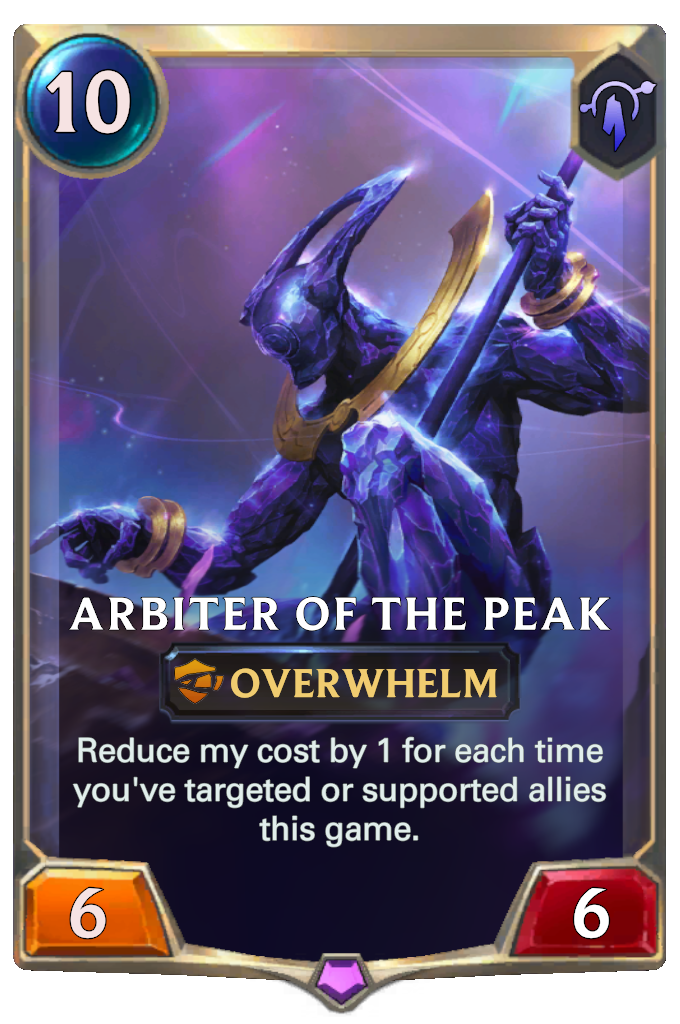 10
ARBITER OF THE PEAK
OVERWHELM
Reduce my cost by 1 for each time
you've targeted or supported allies
this game.
6 6